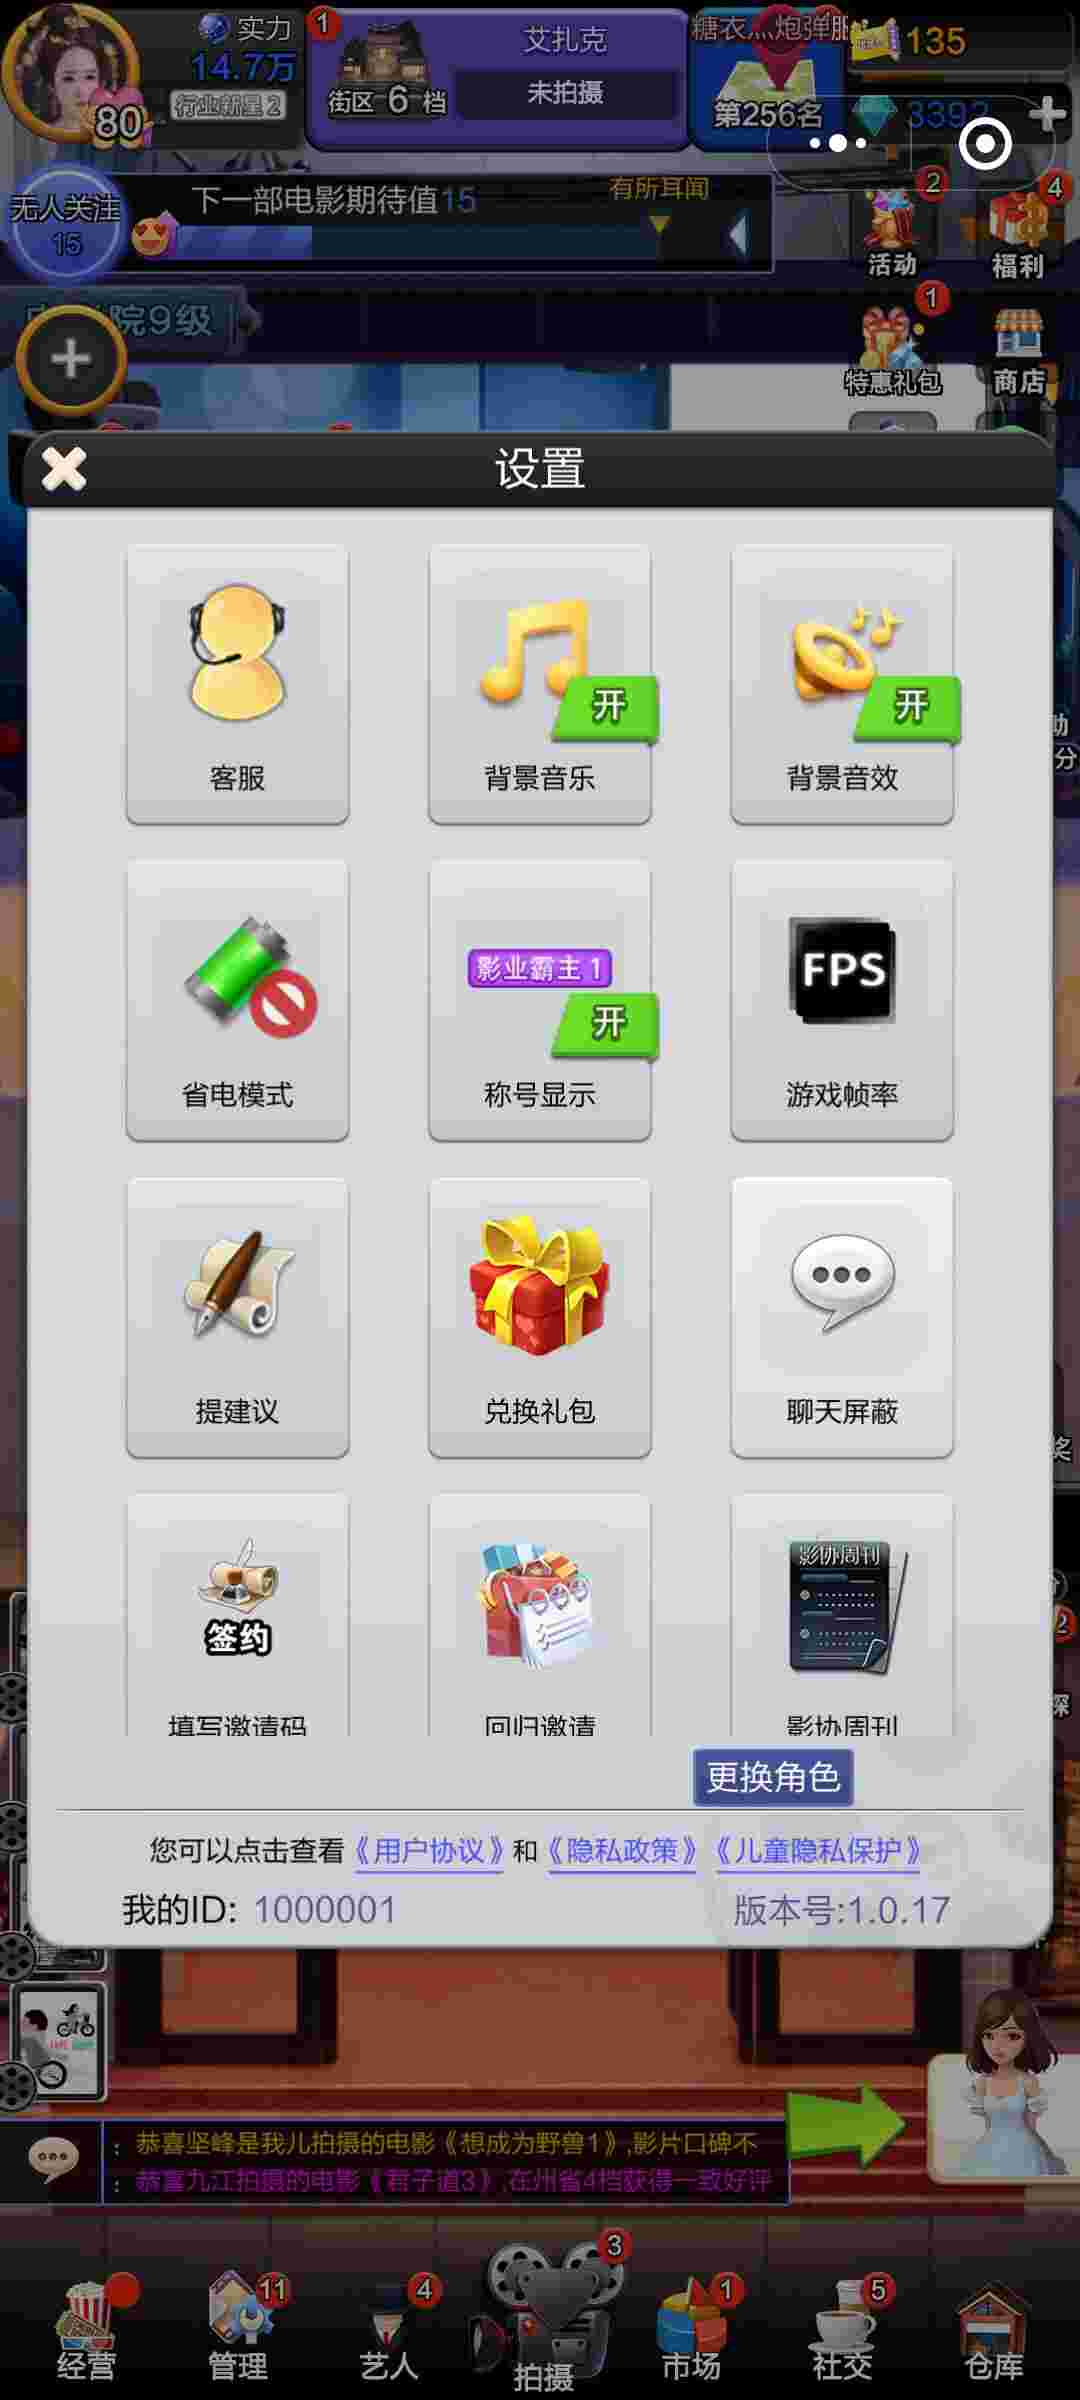 实力
14.7万
行业新星2
80
1
街区 6 档
艾扎克
未拍摄
第256名
135
3392
无人关注
15
下一部电影期待值15
有所耳闻
2
活动
4
福利
院9级
1
特惠礼包
商店
设置
客服
开
背景音乐
开
背景音效
省电模式
影业霸主1
开
称号显示
FPS
游戏帧率
提建议
兑换礼包
聊天屏蔽
签约
填写邀请码
回归邀请
影协周刊
影协周刊
更换角色
您可以点击查看《用户协议》和《隐私政策》《儿童隐私保护》
我的ID: 1000001
版本号:1.0.17
助
分
奖
2
探
: 恭喜坚峰是我儿拍摄的电影《想成为野兽1》,影片口碑不
: 恭喜九江拍摄的电影《君子道3》,在州省4档获得一致好评
经营
11
管理
4
艺人
3
拍摄
1
市场
5
社交
仓库